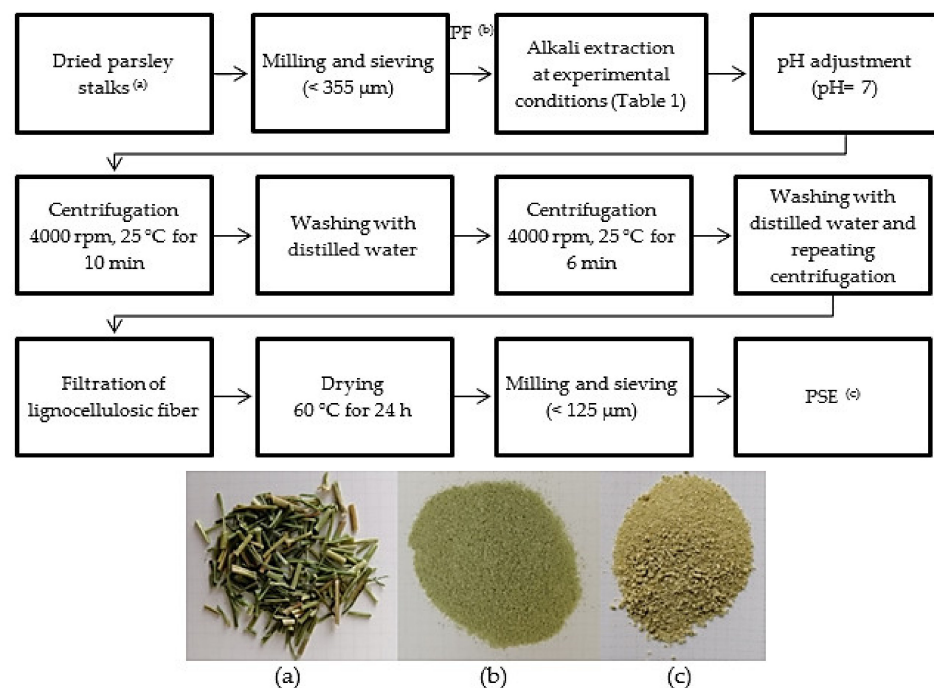 Dried parsley
stalks (a)
Milling and sieving
(< 355 µm)
PF (b)
Alkali extraction
at experimental
conditions (Table 1)
pH adjustment
(pH= 7)
Centrifugation
4000 rpm, 25 °C for
10 min
Washing with
distilled water
Centrifugation
4000 rpm, 25 °C for
6 min
Washing with
distilled water and
repeating
centrifugation
Filtration of
lignocellulosic fiber
Drying
60 °C for 24 h
Milling and sieving
(< 125 µm)
PSE (c)
(a)
(b)
(c)